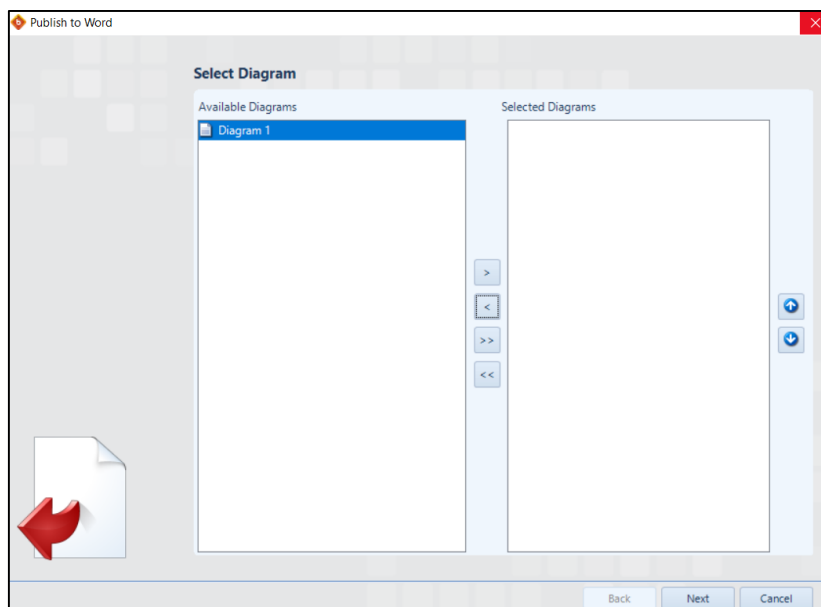 Publish to Word
Select Diagram
Available Diagrams
Selected Diagrams
Diagram 1
>
<
>>
<<
Back
Next
Cancel